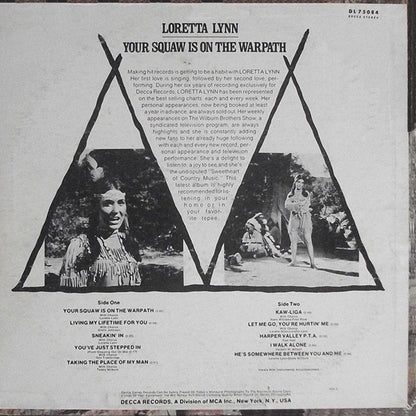 DL 75084
LORETTA LYNN
YOUR SQUAW IS ON THE WARPATH
Making hit records is getting to be a habit with LORETTA LYNN.
Her first love is singing, followed by her second love, per-
forming. During her six years of recording exclusively for
Decca Records, LORETTA LYNN has been represented
on the best selling charts each and every year. Her
personal appearances, now being booked at least
a year in advance, are always sold out. Her weekly
appearances on The Wilburn Brothers Show, a
syndicated television program, are always
highlights and she is constantly adding
new fans to her already huge following
with each and every new record, per-
sonal appearance and television
performance. She's a delight to
listen to, a joy to see, and she's
the undisputed "Sweetheart
of Country Music." This
latest album is highly
recommended for lis-
tening in your
home or in
your favor-
ite tepee.
Side One
YOUR SQUAW IS ON THE WARPATH
LIVING MY LIFETIME FOR YOU
SNEAKIN' IN
YOU'VE JUST STEPPED IN
TAKING THE PLACE OF MY MAN
Side Two
KAW-LIGA
LET ME GO, YOU'RE HURTIN' ME
HARPER VALLEY P.T.A.
I WALK ALONE
HE'S SOMEWHERE BETWEEN YOU AND ME
DECCA RECORDS, A Division of MCA Inc., New York, N.Y., USA